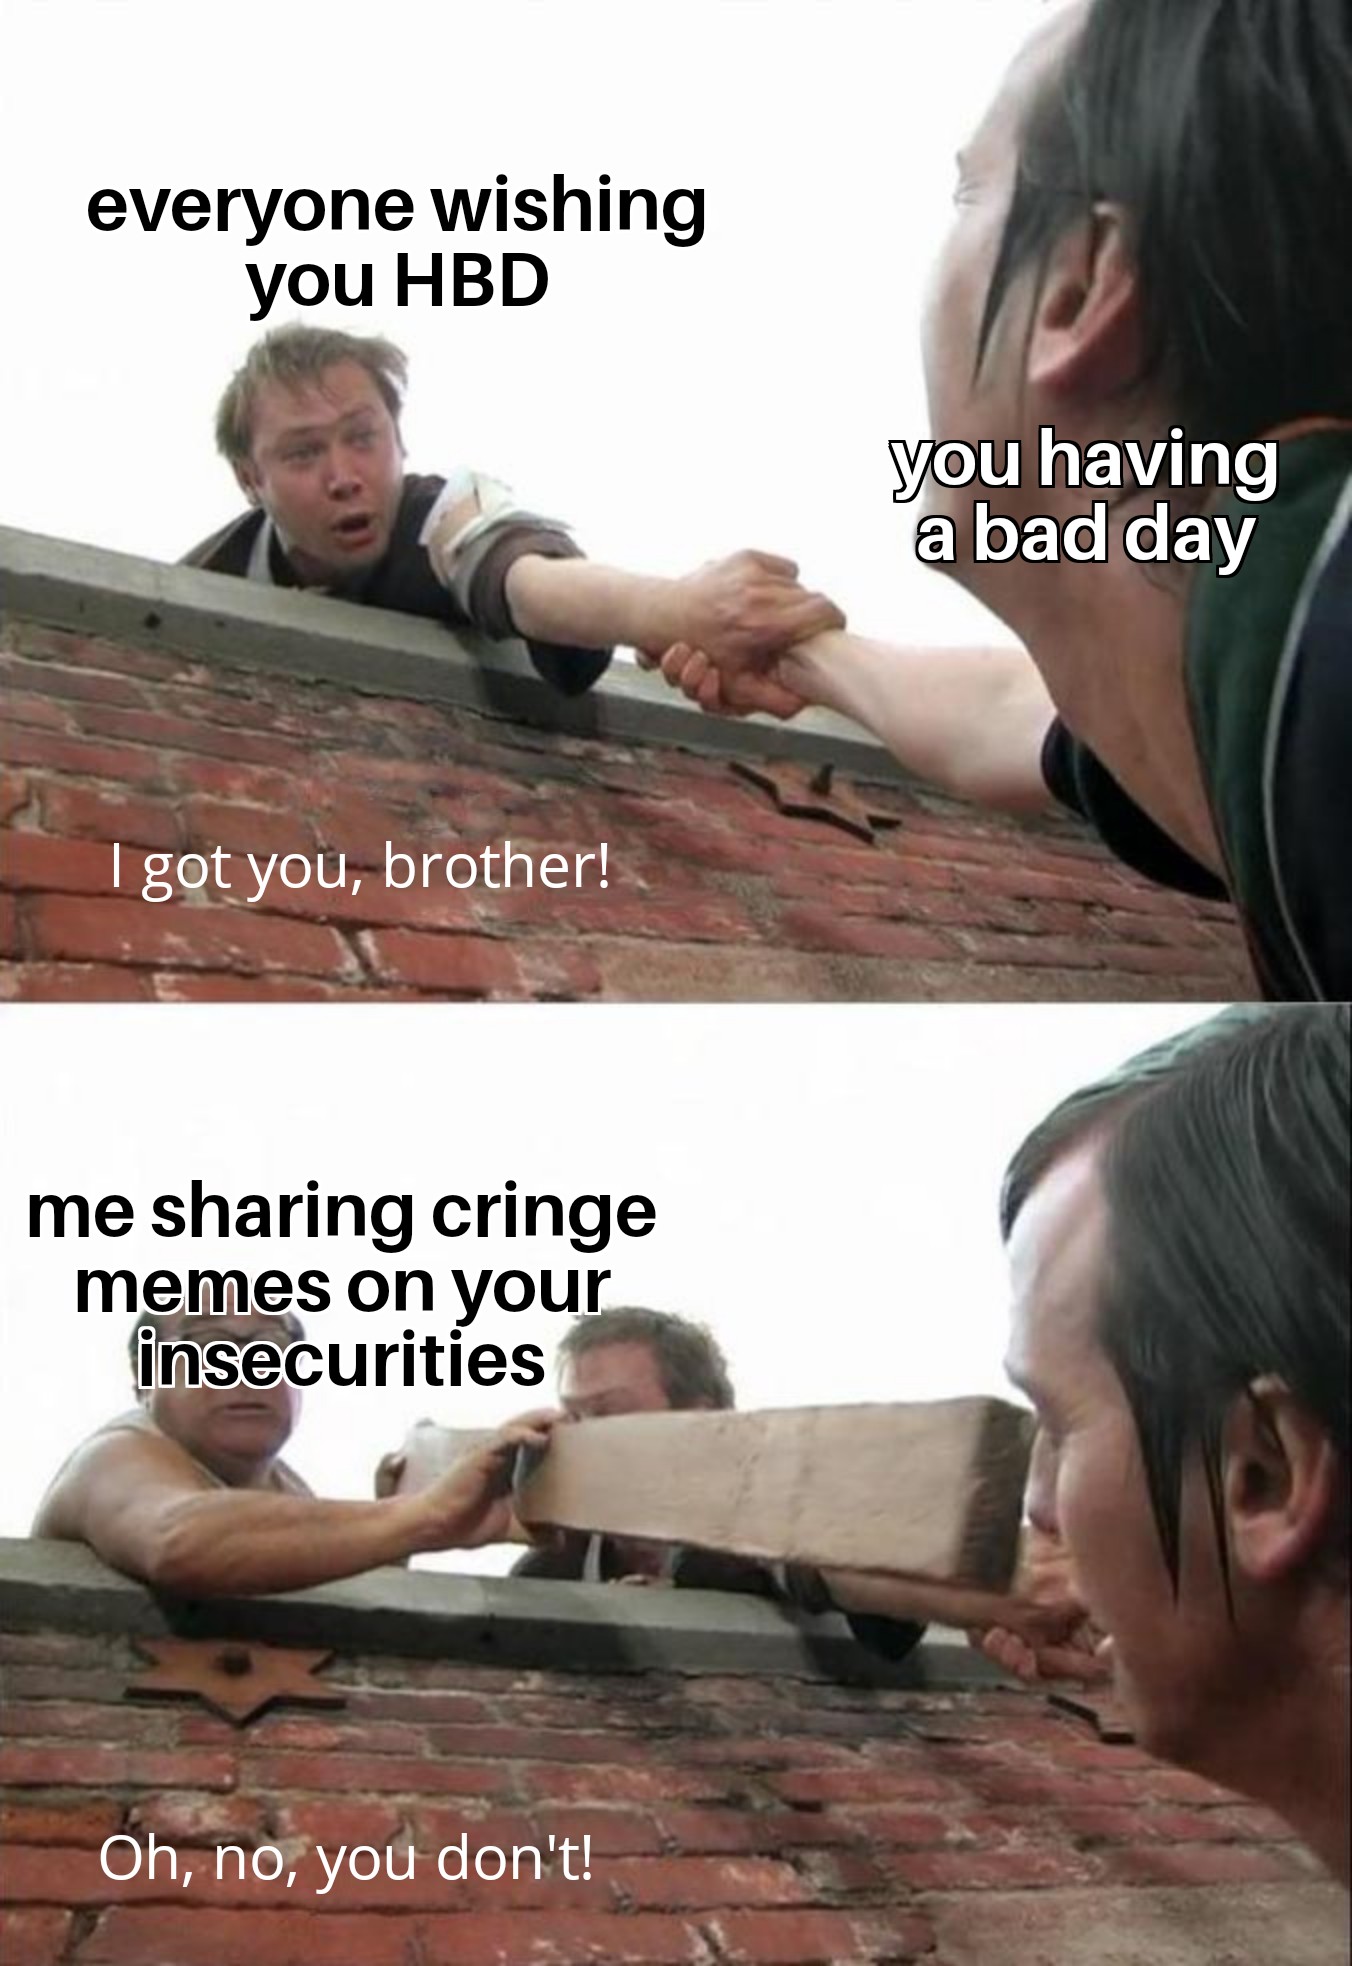 everyone wishing
you HBD
you having
a bad day
I got you, brother!
me sharing cringe
memes on your
insecurities
Oh, no, you don't!